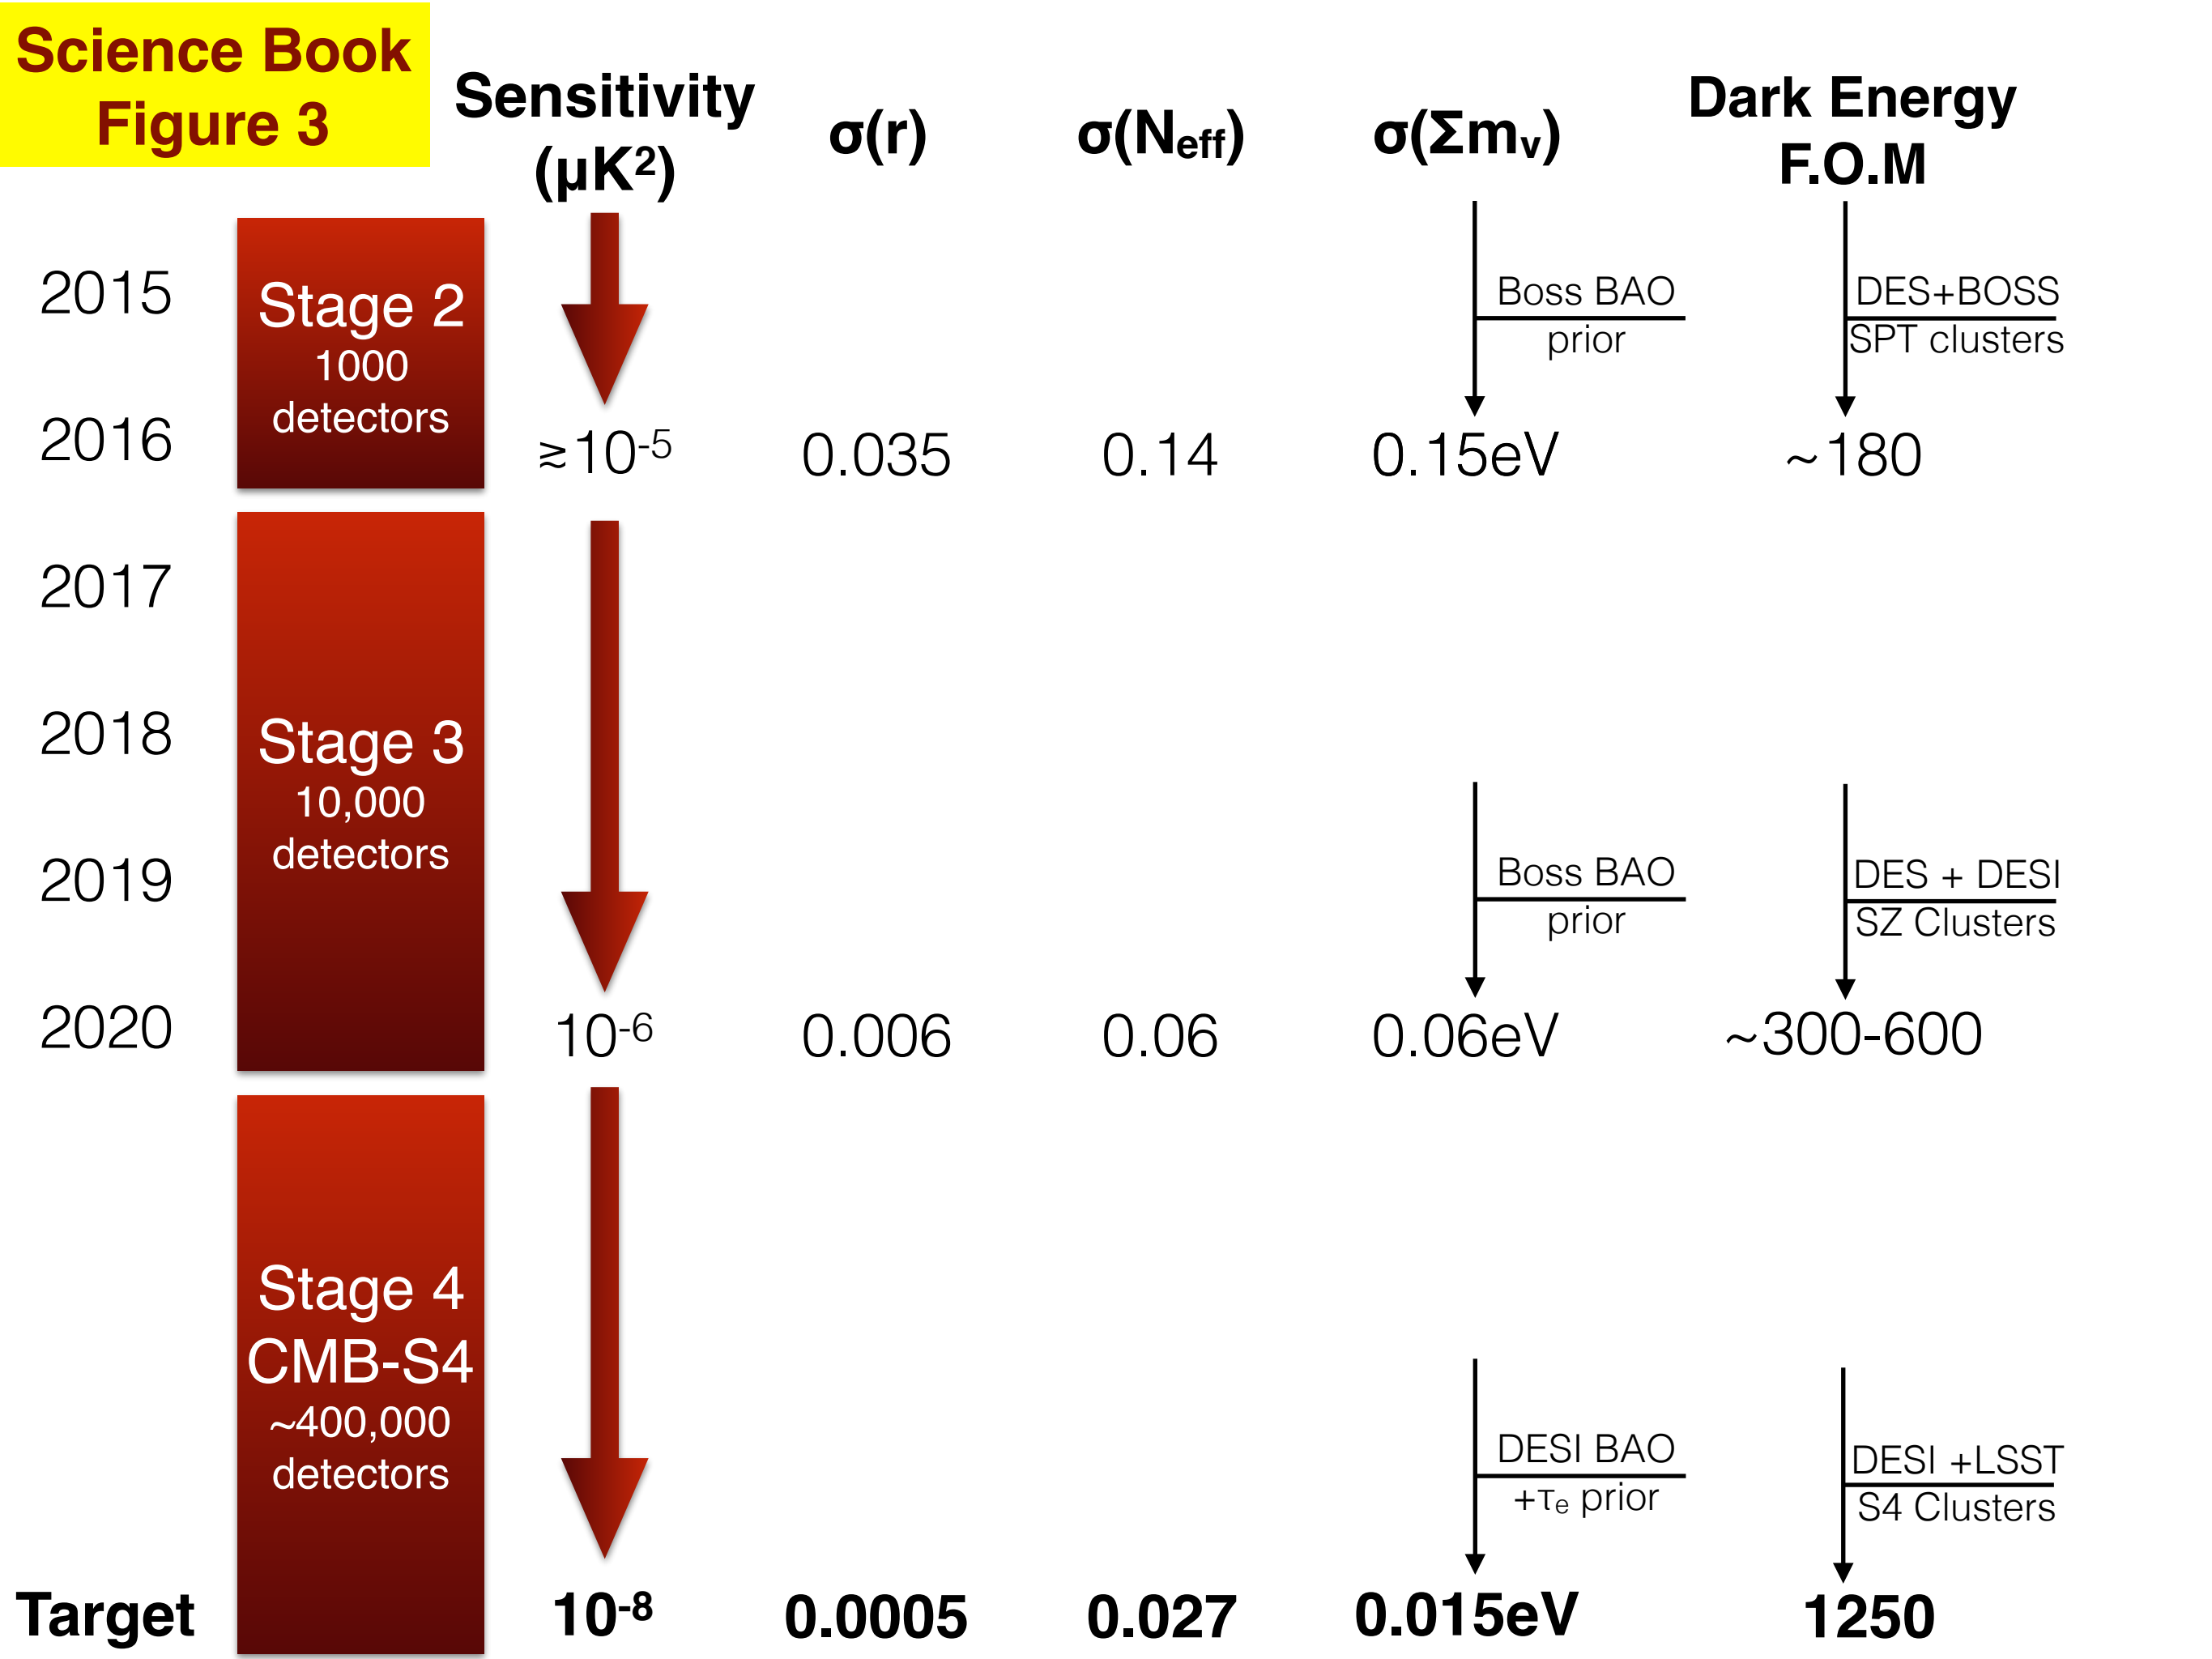 Science Book
Figure 3
Sensitivity
(μK²)
σ(r)
σ(Neff)
σ(Σmν)
Dark Energy
F.O.M
2015
Stage 2
1000
detectors
Boss BAO
prior
DES+BOSS
SPT clusters
2016
≳10⁻⁵
0.035
0.14
0.15eV
~180
2017
2018
Stage 3
10,000
detectors
2019
Boss BAO
prior
DES + DESI
SZ Clusters
2020
10⁻⁶
0.006
0.06
0.06eV
~300-600
Stage 4
CMB-S4
~400,000
detectors
DESI BAO
+τe prior
DESI +LSST
S4 Clusters
Target
10⁻⁸
0.0005
0.027
0.015eV
1250